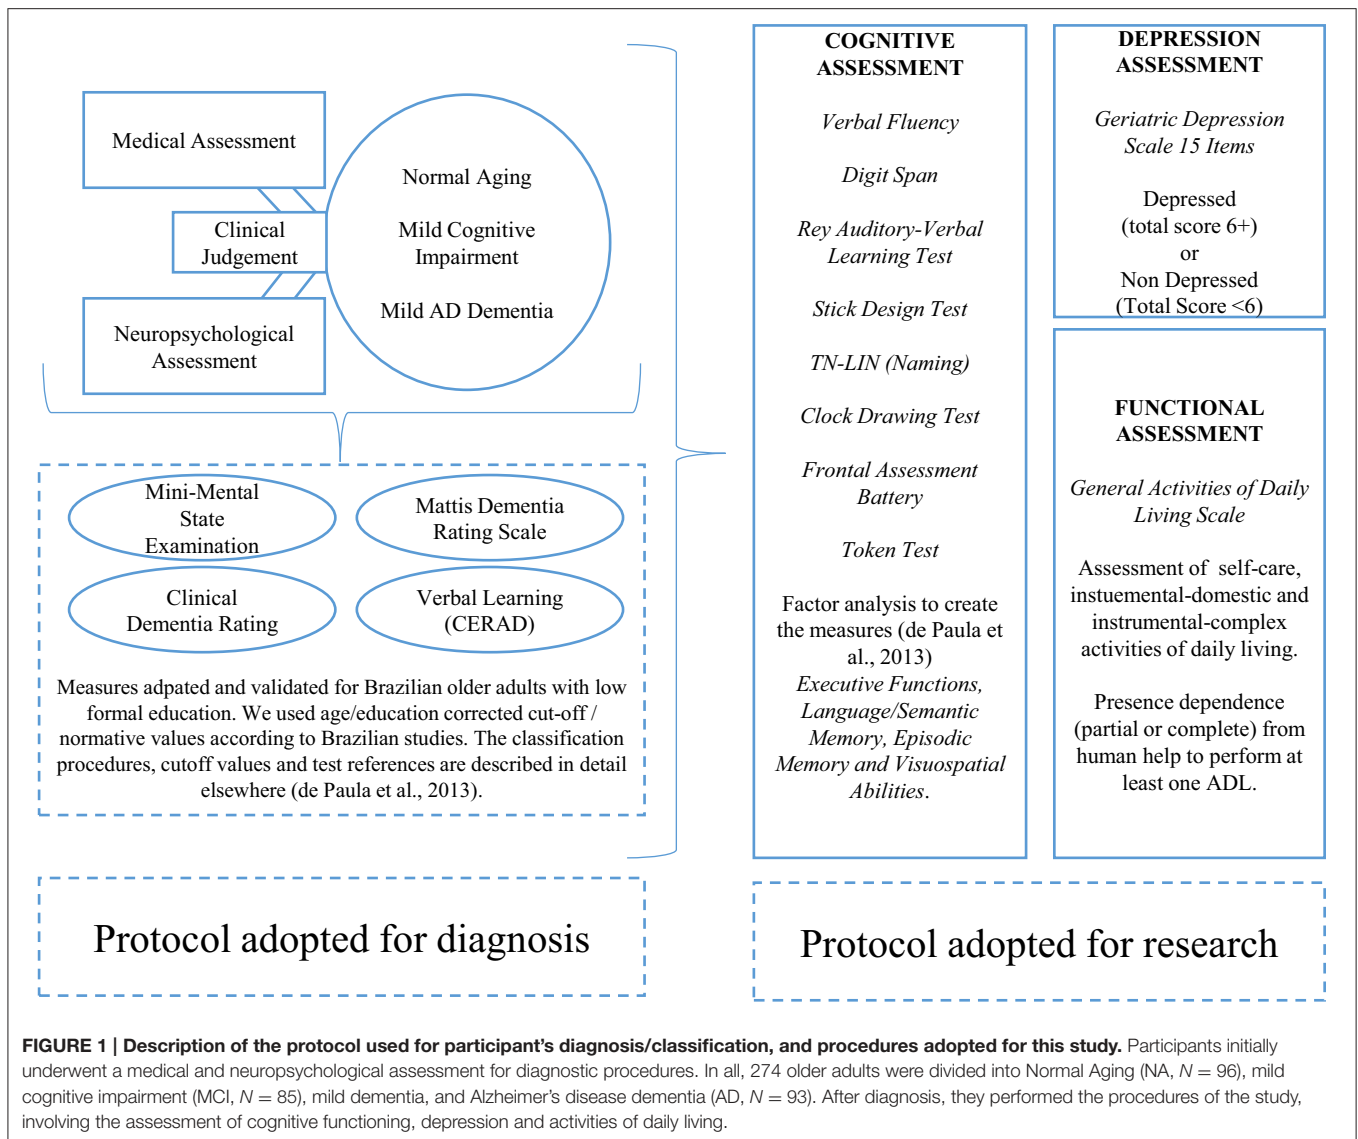 Medical Assessment
Clinical
Judgement
Neuropsychological
Assessment
Normal Aging
Mild Cognitive
Impairment
Mild AD Dementia
Mini-Mental
State
Examination
Mattis Dementia
Rating Scale
Clinical
Dementia Rating
Verbal Learning
(CERAD)
Measures adpated and validated for Brazilian older adults with low
formal education. We used age/education corrected cut-off /
normative values according to Brazilian studies. The classification
procedures, cutoff values and test references are described in detail
elsewhere (de Paula et al., 2013).
Protocol adopted for diagnosis
COGNITIVE
ASSESSMENT
Verbal Fluency
Digit Span
Rey Auditory-Verbal
Learning Test
Stick Design Test
TN-LIN (Naming)
Clock Drawing Test
Frontal Assessment
Battery
Token Test
Factor analysis to create
the measures (de Paula et
al., 2013)
Executive Functions,
Language/Semantic
Memory, Episodic
Memory and Visuospatial
Abilities.
DEPRESSION
ASSESSMENT
Geriatric Depression
Scale 15 Items
Depressed
(total score 6+)
or
Non Depressed
(Total Score <6)
FUNCTIONAL
ASSESSMENT
General Activities of Daily
Living Scale
Assessment of self-care,
instuemental-domestic and
instrumental-complex
activities of daily living.
Presence dependence
(partial or complete) from
human help to perform at
least one ADL.
Protocol adopted for research
FIGURE 1 | Description of the protocol used for participant's diagnosis/classification, and procedures adopted for this study. Participants initially
underwent a medical and neuropsychological assessment for diagnostic procedures. In all, 274 older adults were divided into Normal Aging (NA, N = 96), mild
cognitive impairment (MCI, N = 85), mild dementia, and Alzheimer's disease dementia (AD, N = 93). After diagnosis, they performed the procedures of the study,
involving the assessment of cognitive functioning, depression and activities of daily living.